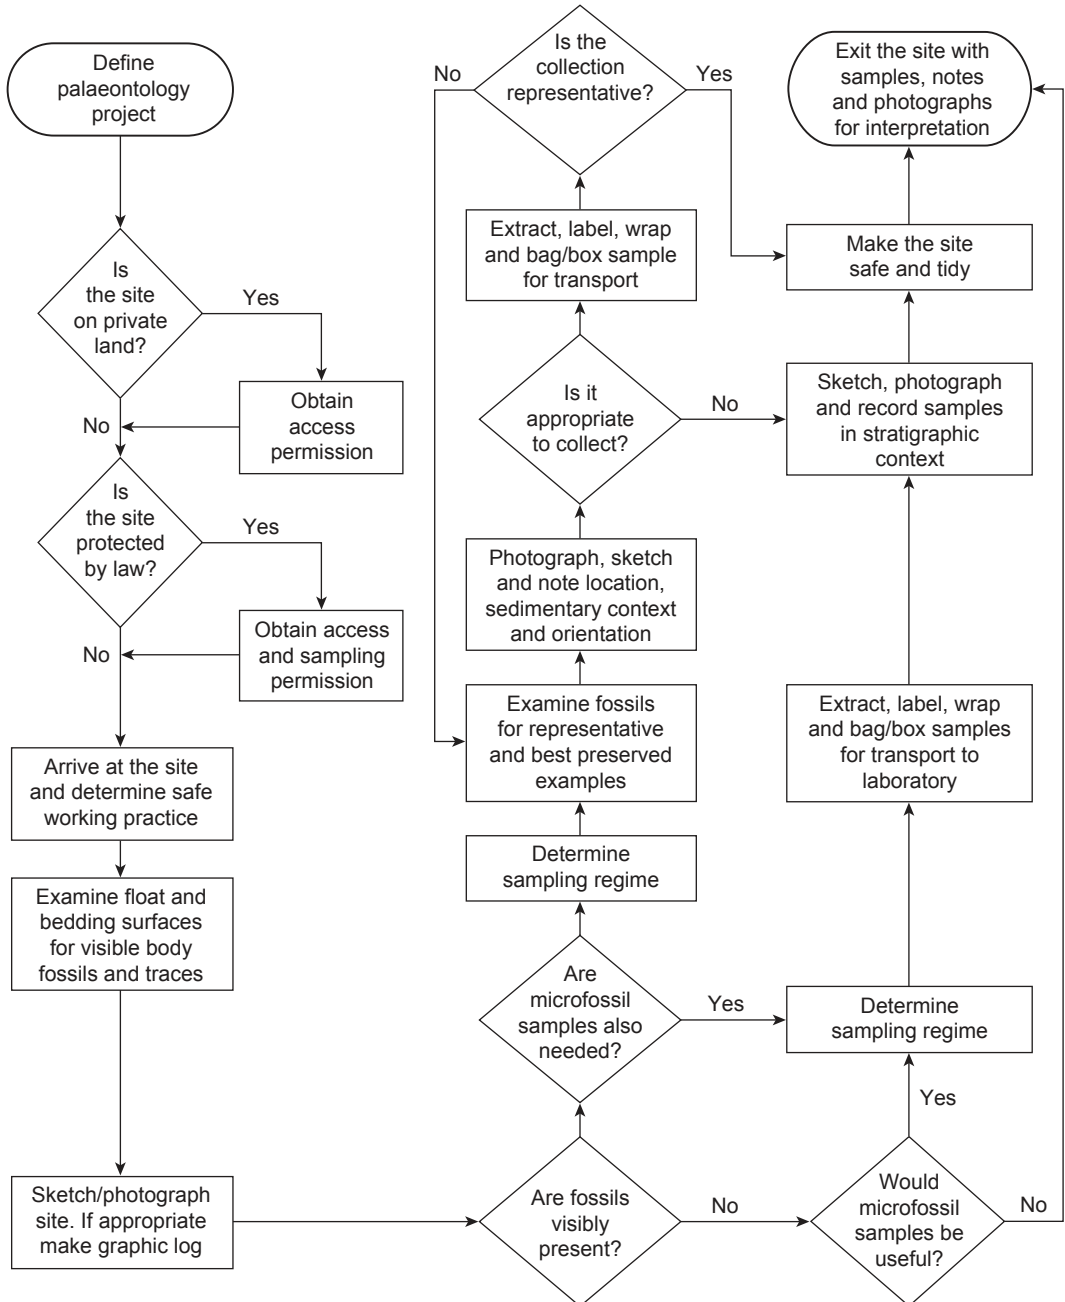 Define
palaeontology
project
Is
the site
on private
land?
Yes
No
Obtain
access
permission
Is
the site
protected
by law?
Yes
No
Obtain access
and sampling
permission
Arrive at the site
and determine safe
working practice
Examine float and
bedding surfaces
for visible body
fossils and traces
Sketch/photograph
site. If appropriate
make graphic log
Is the
collection
representative?
No
Yes
Extract, label, wrap
and bag/box sample
for transport
Is it
appropriate
to collect?
No
Photograph, sketch
and note location,
sedimentary context
and orientation
Examine fossils
for representative
and best preserved
examples
Determine
sampling regime
Are
microfossil
samples also
needed?
Yes
Are fossils
visibly
present?
No
Exit the site with
samples, notes
and photographs
for interpretation
Make the site
safe and tidy
Sketch, photograph
and record samples
in stratigraphic
context
Extract, label, wrap
and bag/box samples
for transport to
laboratory
Determine
sampling regime
Yes
Would
microfossil
samples be
useful?
No